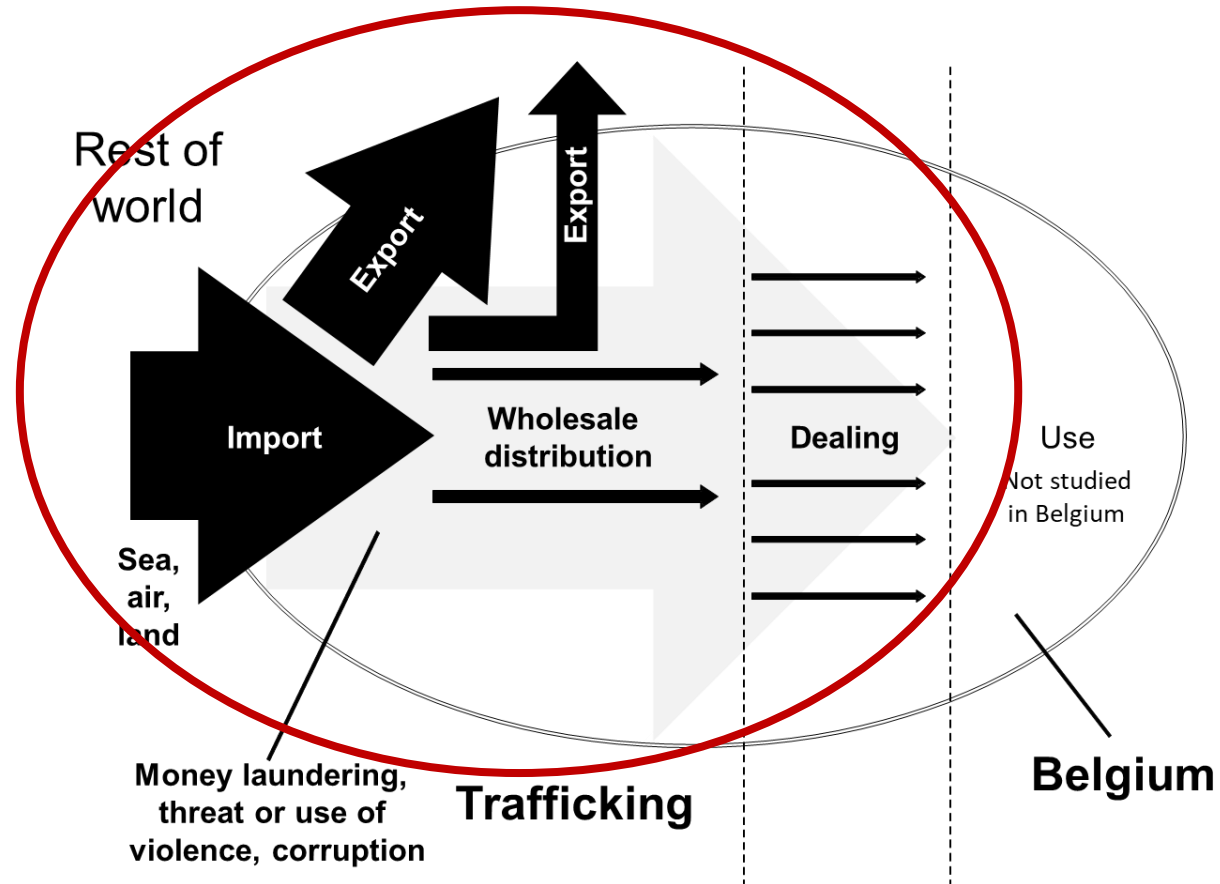 Rest of
world
Export
Export
Import
Wholesale
distribution
Dealing
Use
Not studied
in Belgium
Sea,
air,
land
Money laundering,
threat or use of
violence, corruption
Trafficking
Belgium